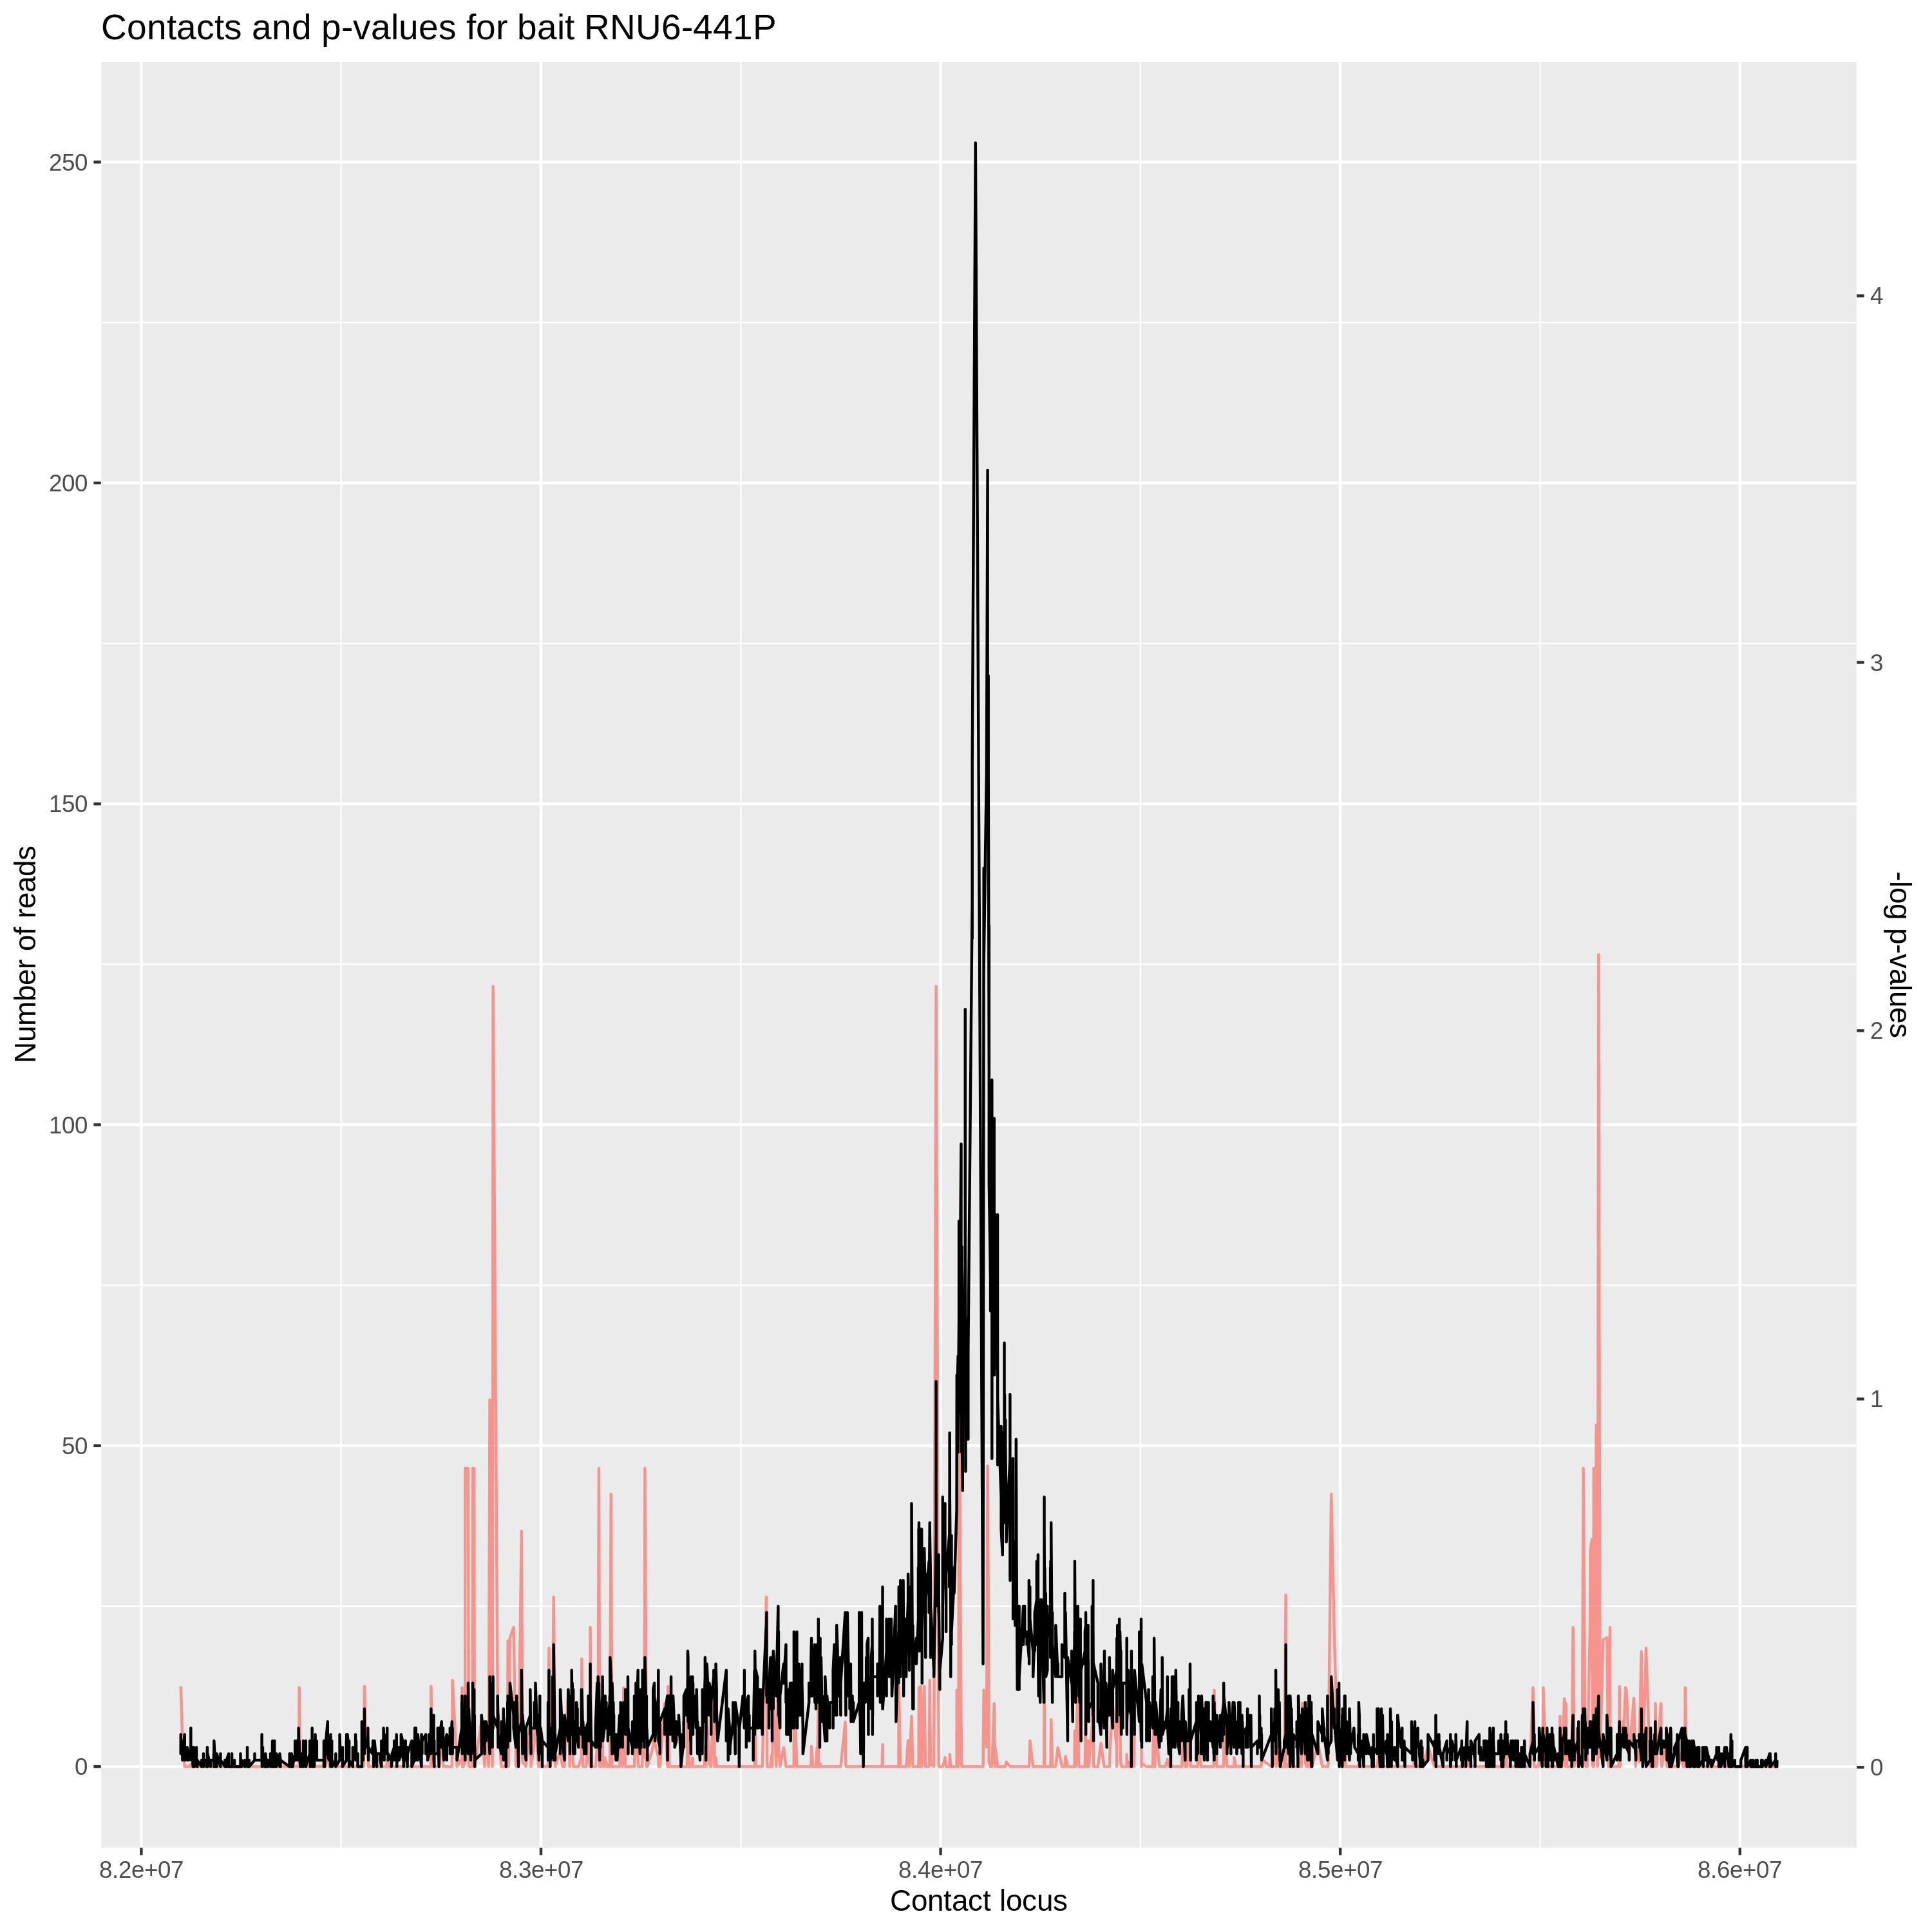 Contacts and p-values for bait RNU6-441P
250
200
150
100
50
0
Number of reads
4
3
2
1
0
-log p-values
8.2e+07 8.3e+07 8.4e+07 8.5e+07 8.6e+07
Contact locus